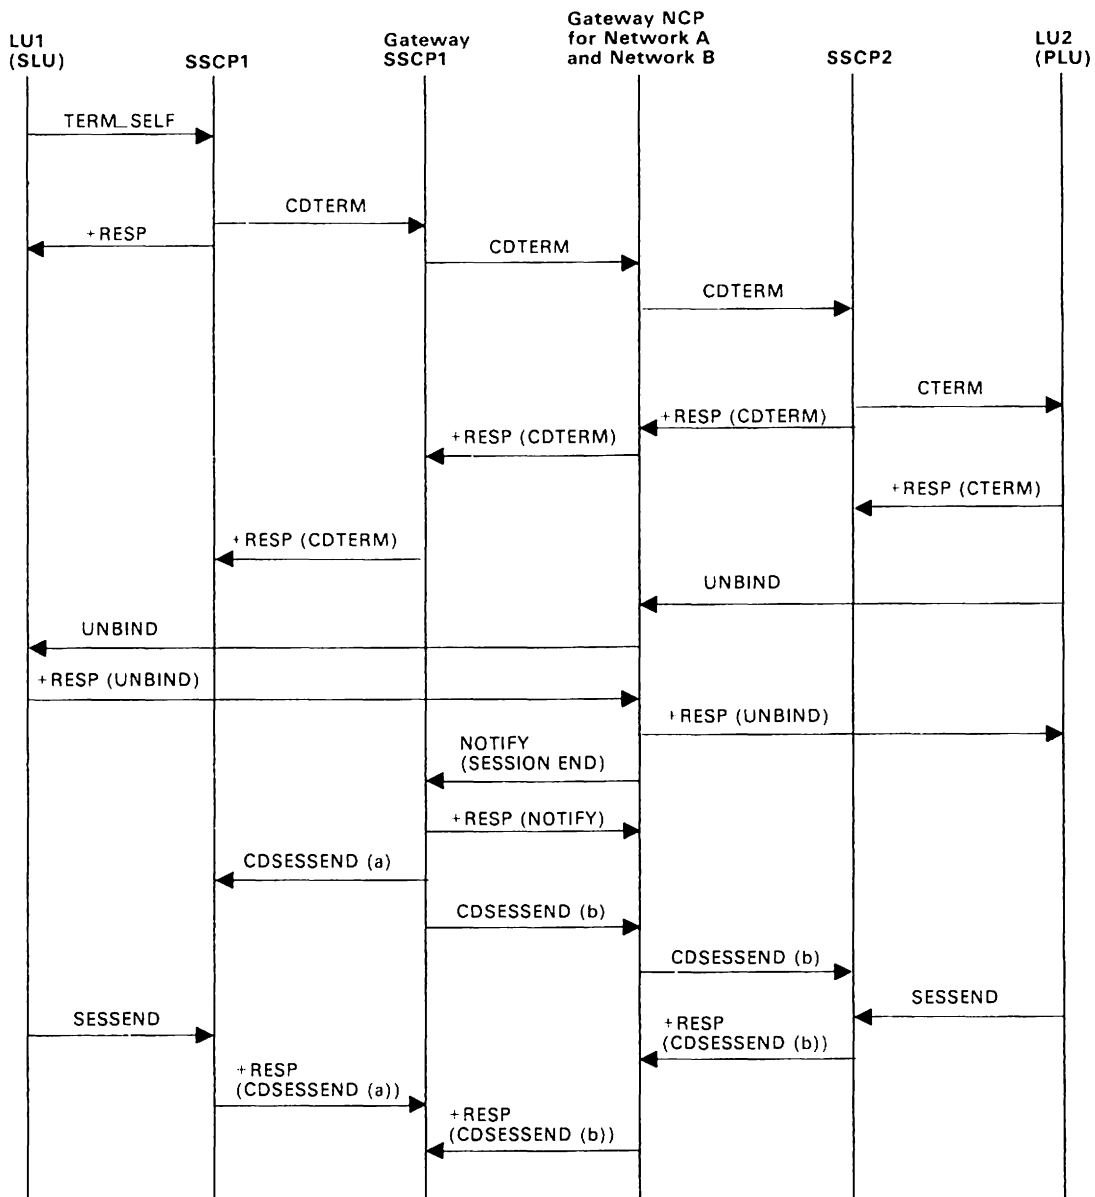 LU1
(SLU)
SSCP1
Gateway
SSCP1
Gateway NCP
for Network A
and Network B
SSCP2
LU2
(PLU)
TERM_SELF
CDTERM
+RESP
CDTERM
CDTERM
CTERM
+RESP (CDTERM)
+RESP (CDTERM)
+RESP (CTERM)
+RESP (CDTERM)
UNBIND
UNBIND
+RESP (UNBIND)
+RESP (UNBIND)
NOTIFY
(SESSION END)
+RESP (NOTIFY)
CDSESSEND (a)
CDSESSEND (b)
CDSESSEND (b)
SESSEND
SESSEND
+RESP
(CDSESSEND (b))
+RESP
(CDSESSEND (a))
+RESP
(CDSESSEND (b))